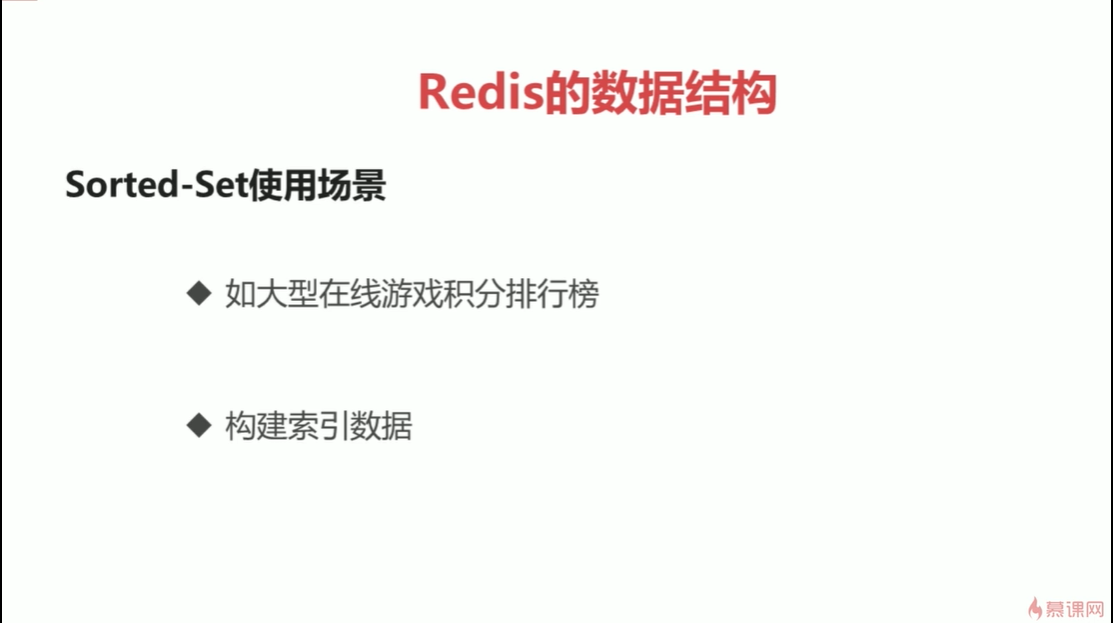 Redis的数据结构
Sorted-Set使用场景
◆ 如大型在线游戏积分排行榜
◆ 构建索引数据
慕课网